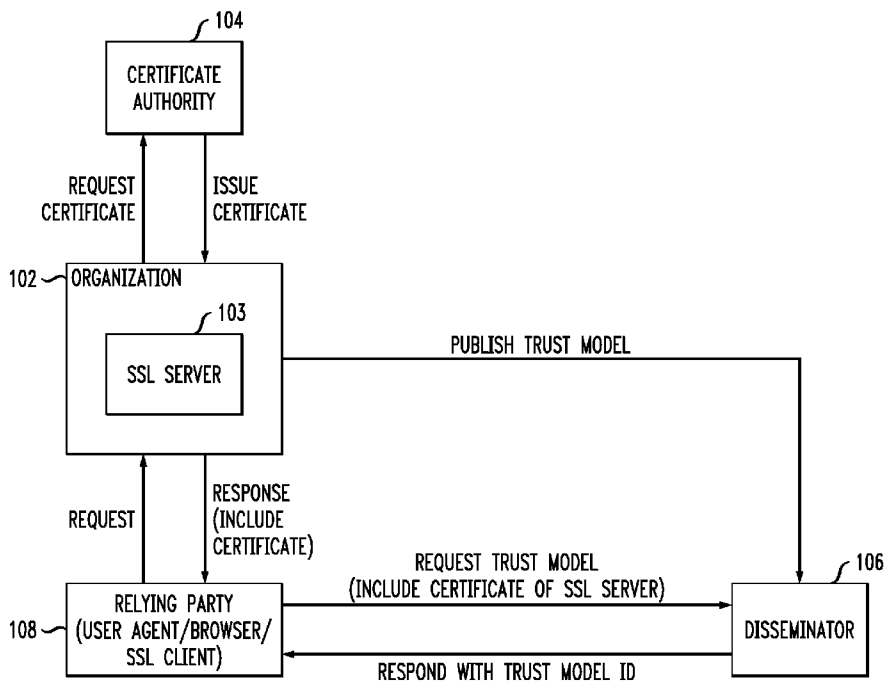 104
CERTIFICATE
AUTHORITY
REQUEST
CERTIFICATE
ISSUE
CERTIFICATE
102
ORGANIZATION
103
SSL SERVER
PUBLISH TRUST MODEL
REQUEST
RESPONSE
(INCLUDE
CERTIFICATE)
REQUEST TRUST MODEL
(INCLUDE CERTIFICATE OF SSL SERVER)
106
108
RELYING PARTY
(USER AGENT/BROWSER/
SSL CLIENT)
DISSEMINATOR
RESPOND WITH TRUST MODEL ID